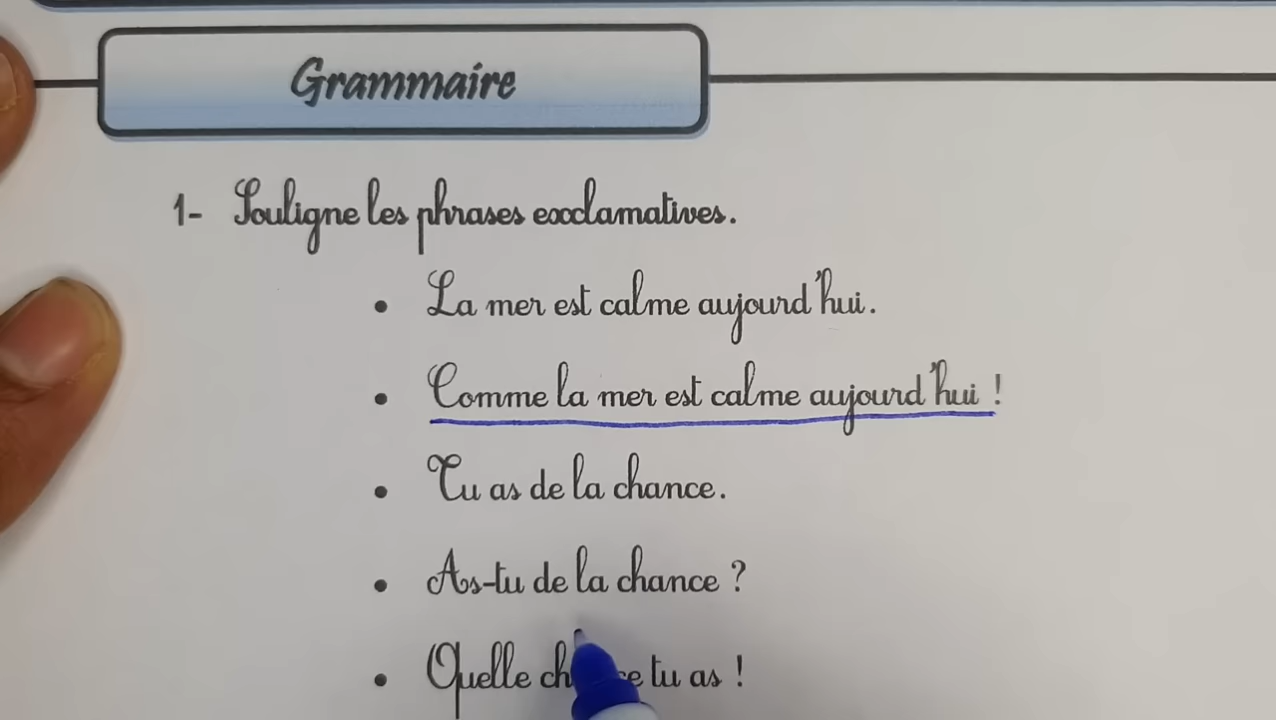 Grammaire
1- Souligne les phrases exclamatives.
• La mer est calme aujourd'hui.
• Comme la mer est calme aujourd'hui !
• Tu as de la chance.
• As-tu de la chance ?
• Quelle tu as !